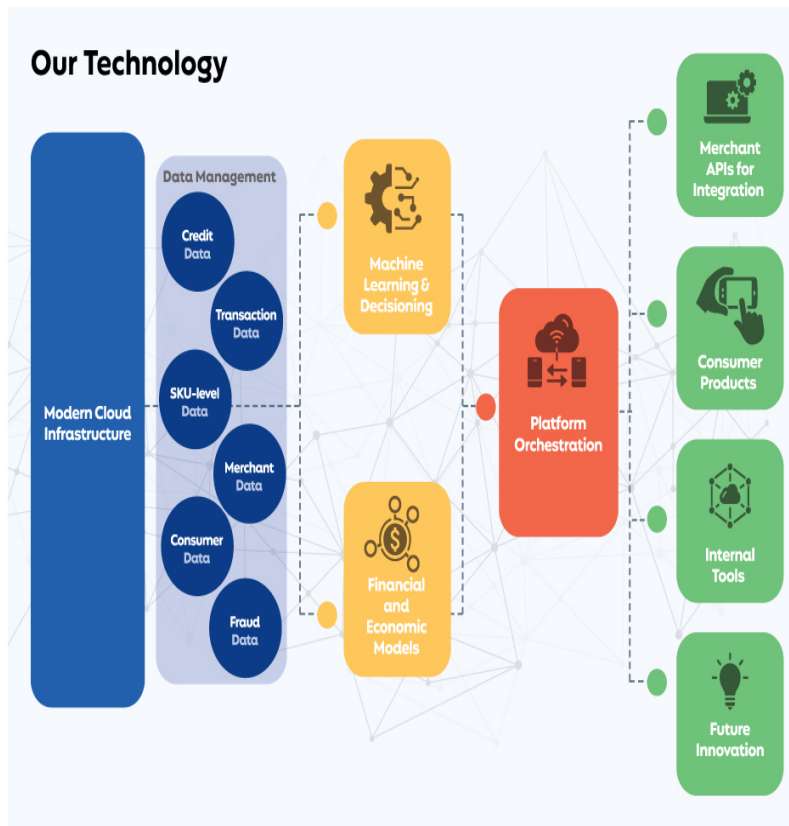 Our Technology
Modern Cloud
Infrastructure
Data Management
Credit
Data
Transaction
Data
SKU-level
Data
Merchant
Data
Consumer
Data
Fraud
Data
Machine
Learning &
Decisioning
Financial
and
Economic
Models
Platform
Orchestration
Merchant
APIs for
Integration
Consumer
Products
Internal
Tools
Future
Innovation